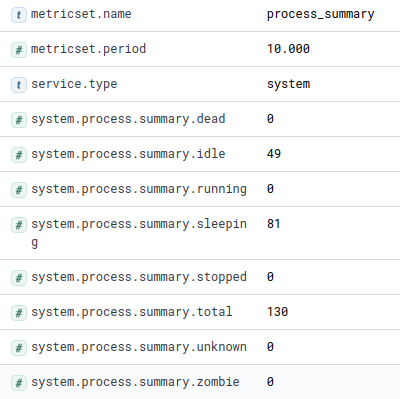 t metricset.name process_summary
# metricset.period 10.000
t service.type system
# system.process.summary.dead 0
# system.process.summary.idle 49
# system.process.summary.running 0
# system.process.summary.sleepin 81
g
# system.process.summary.stopped 0
# system.process.summary.total 130
# system.process.summary.unknown 0
# system.process.summary.zombie 0